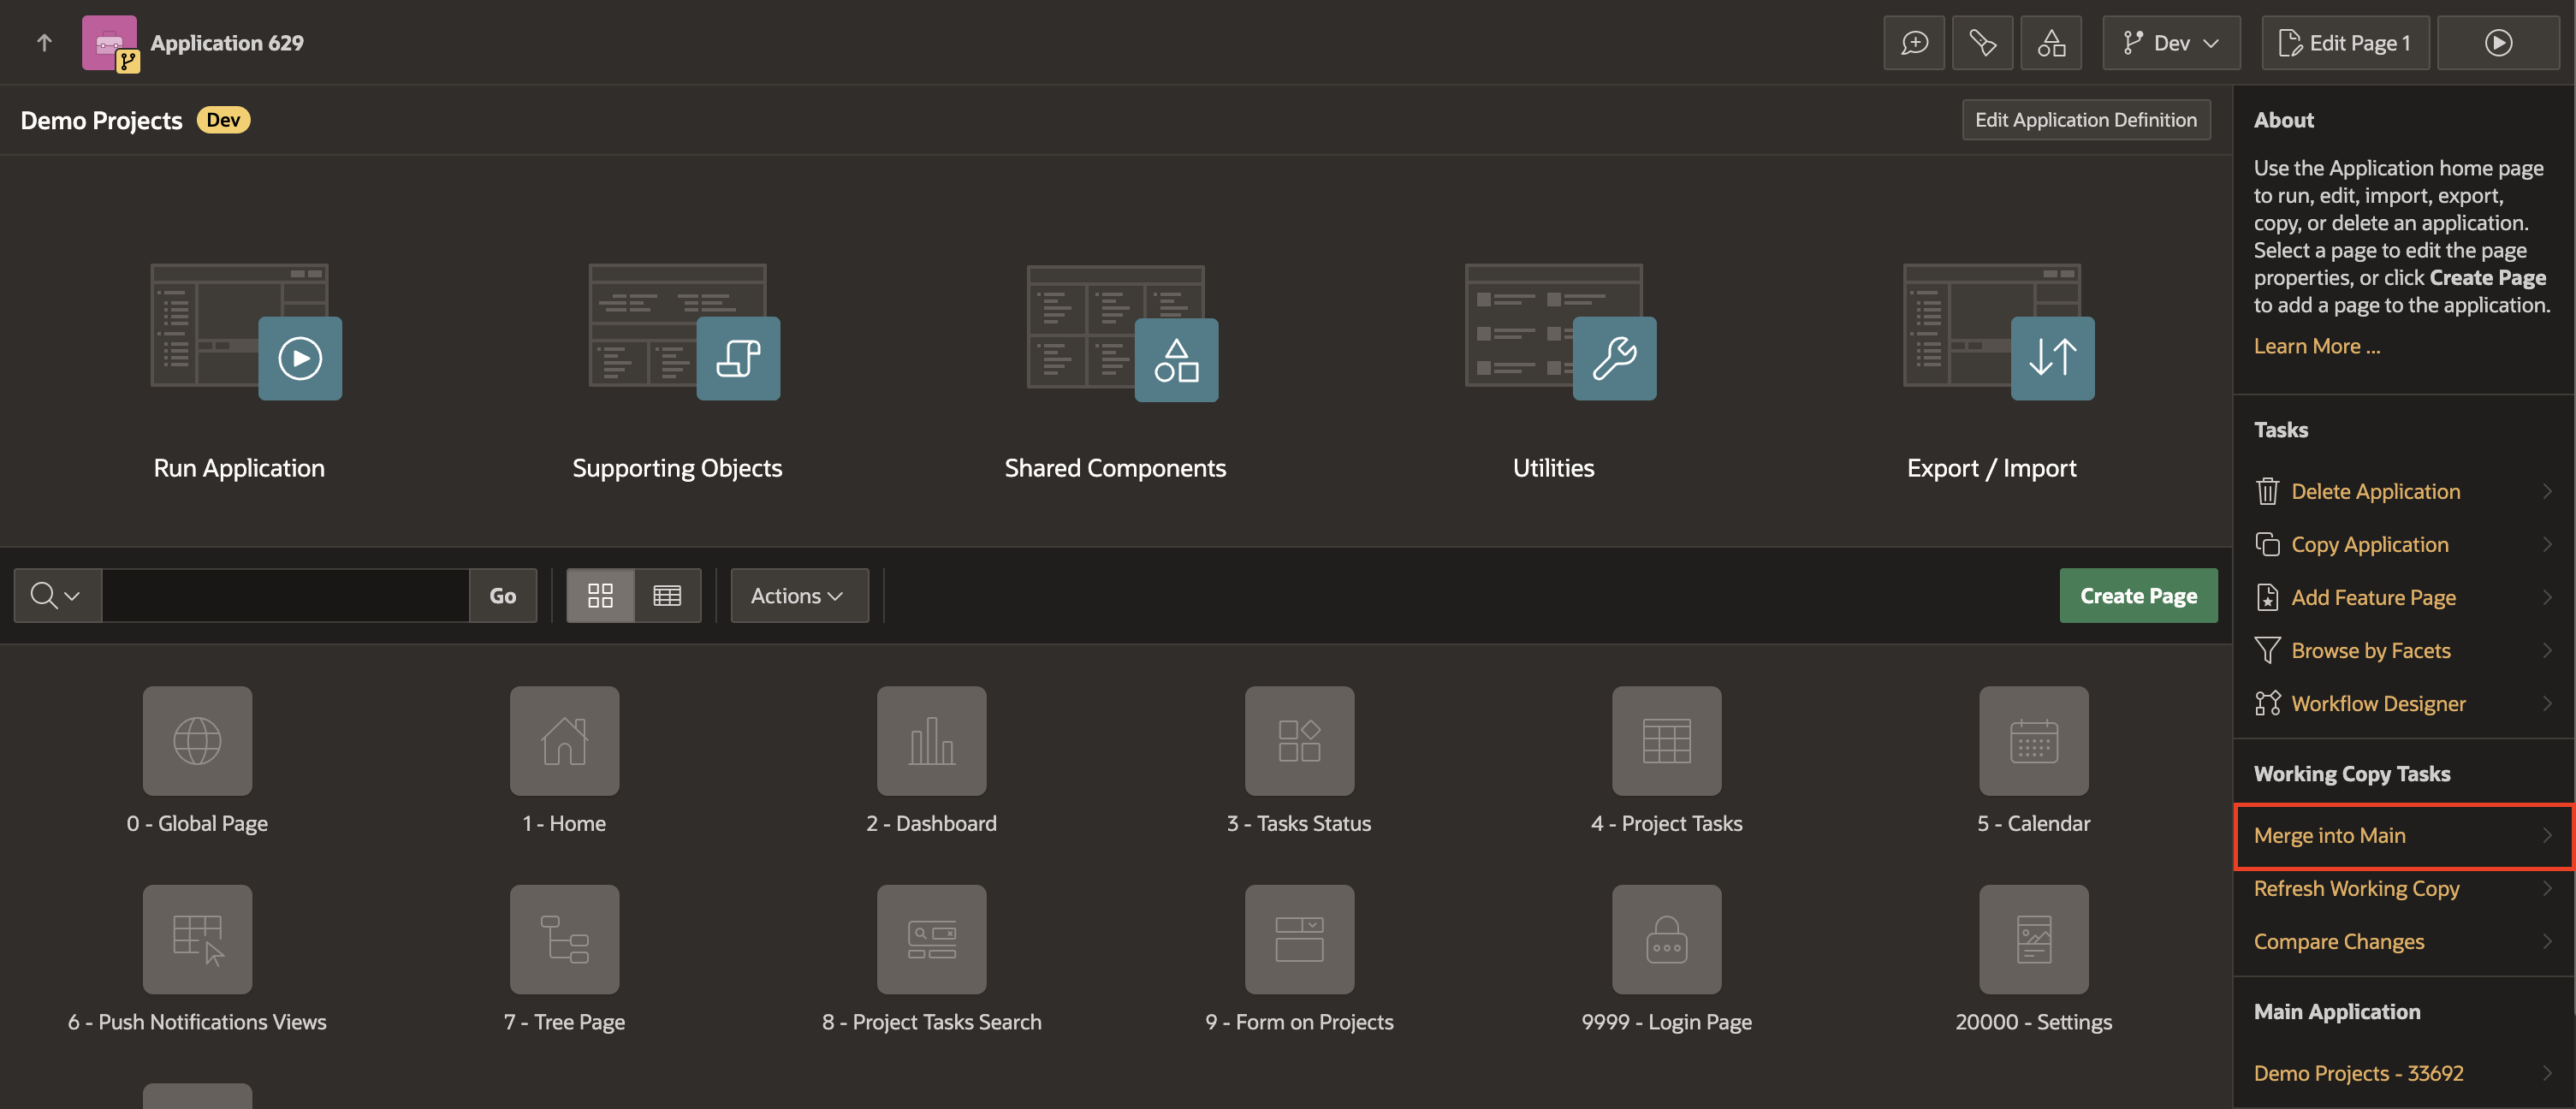 Application 629
Dev
Edit Page 1
Demo Projects
Dev
Edit Application Definition
Run Application
Supporting Objects
Shared Components
Utilities
Export / Import
Go
Actions
Create Page
0 - Global Page
1 - Home
2 - Dashboard
3 - Tasks Status
4 - Project Tasks
5 - Calendar
6 - Push Notifications Views
7 - Tree Page
8 - Project Tasks Search
9 - Form on Projects
9999 - Login Page
20000 - Settings
About
Use the Application home page
to run, edit, import, export,
copy, or delete an application.
Select a page to edit the page
properties, or click Create Page
to add a page to the application.
Learn More ...
Tasks
Delete Application
Copy Application
Add Feature Page
Browse by Facets
Workflow Designer
Working Copy Tasks
Merge into Main
Refresh Working Copy
Compare Changes
Main Application
Demo Projects - 33692